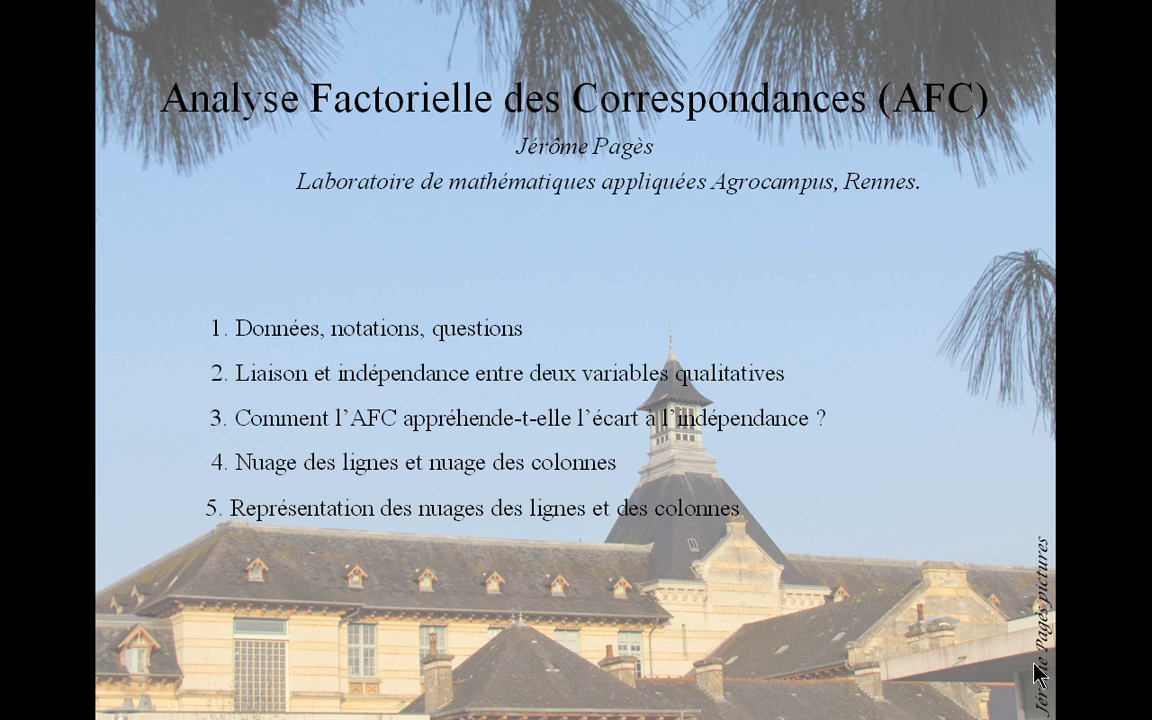 Analyse Factorielle des Correspondances (AFC)
Jérôme Pagès
Laboratoire de mathématiques appliquées Agrocampus, Rennes.
1. Données, notations, questions
2. Liaison et indépendance entre deux variables qualitatives
3. Comment l’AFC appréhende-t-elle l’écart à l’indépendance ?
4. Nuage des lignes et nuage des colonnes
5. Représentation des nuages des lignes et des colonnes
Jérôme Pagès pictures